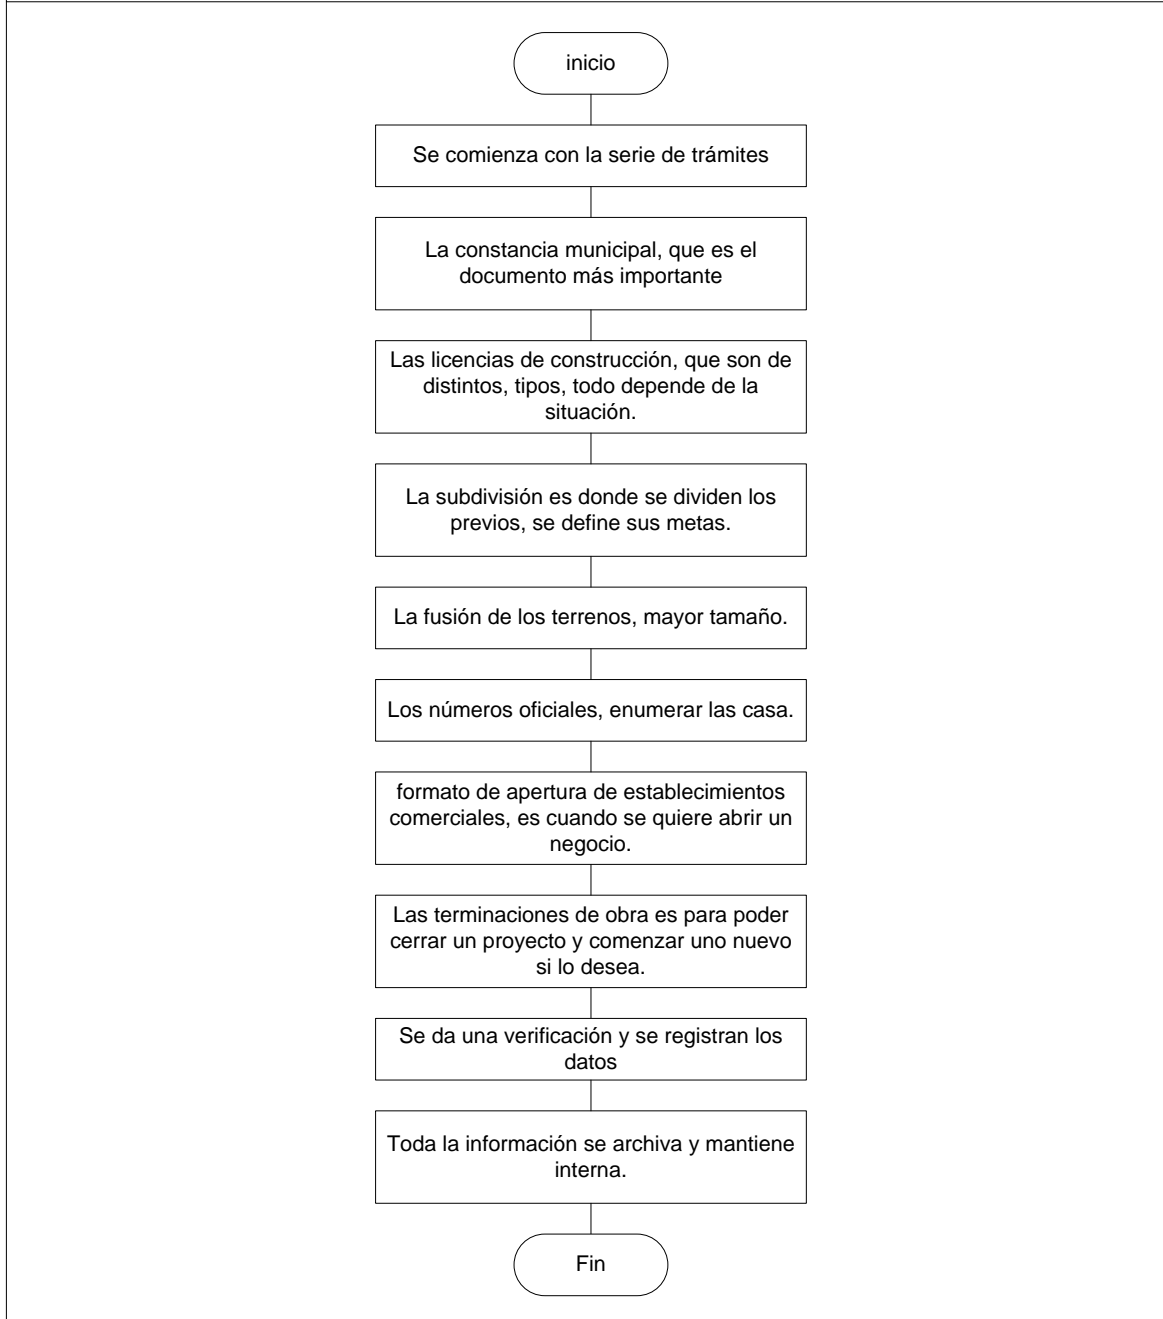 inicio
Se comienza con la serie de trámites
La constancia municipal, que es el
documento más importante
Las licencias de construcción, que son de
distintos, tipos, todo depende de la
situación.
La subdivisión es donde se dividen los
previos, se define sus metas.
La fusión de los terrenos, mayor tamaño.
Los números oficiales, enumerar las casa.
formato de apertura de establecimientos
comerciales, es cuando se quiere abrir un
negocio.
Las terminaciones de obra es para poder
cerrar un proyecto y comenzar uno nuevo
si lo desea.
Se da una verificación y se registran los
datos
Toda la información se archiva y mantiene
interna.
Fin